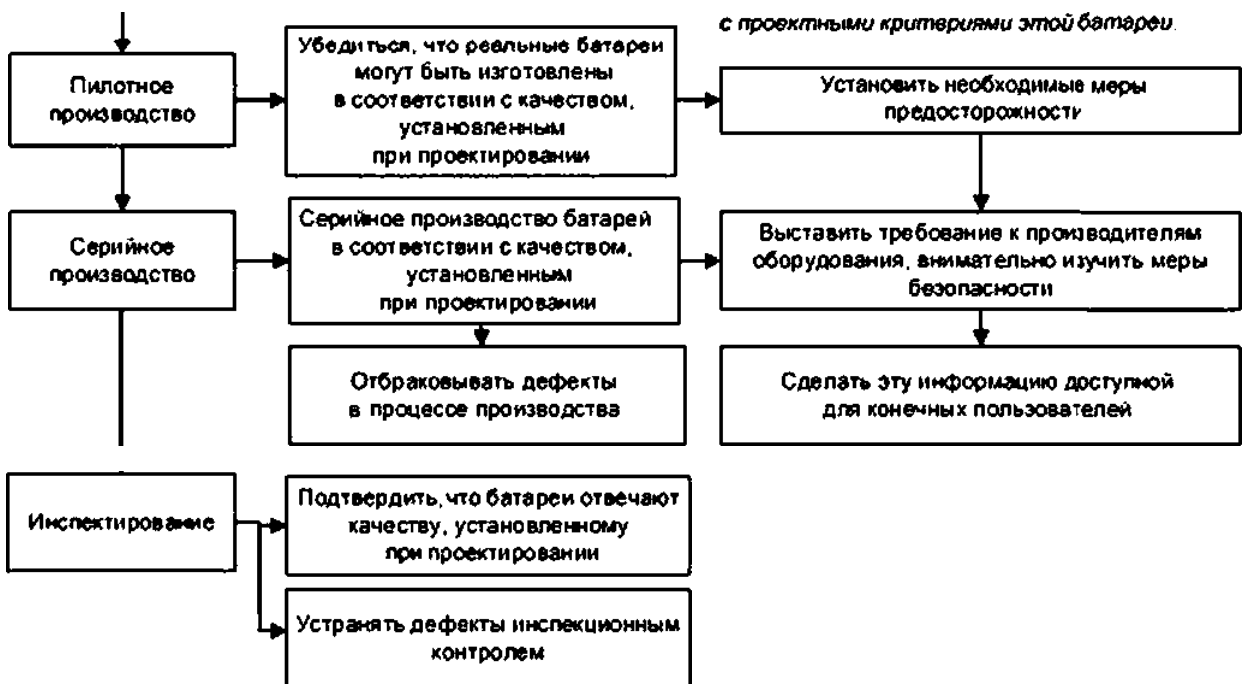 с проектными критериями этой батареи.
Пилотное
производство
Убедиться, что реальные батареи
могут быть изготовлены
в соответствии с качеством,
установленным
при проектировании
Установить необходимые меры
предосторожности
Серийное
производство
Серийное производство батарей
в соответствии с качеством,
установленным
при проектировании
Выставить требование к производителям
оборудования, внимательно изучить меры
безопасности
Отбраковывать дефекты
в процессе производства
Сделать эту информацию доступной
для конечных пользователей
Инспектирование
Подтвердить, что батареи отвечают
качеству, установленному
при проектировании
Устранять дефекты инспекционным
контролем